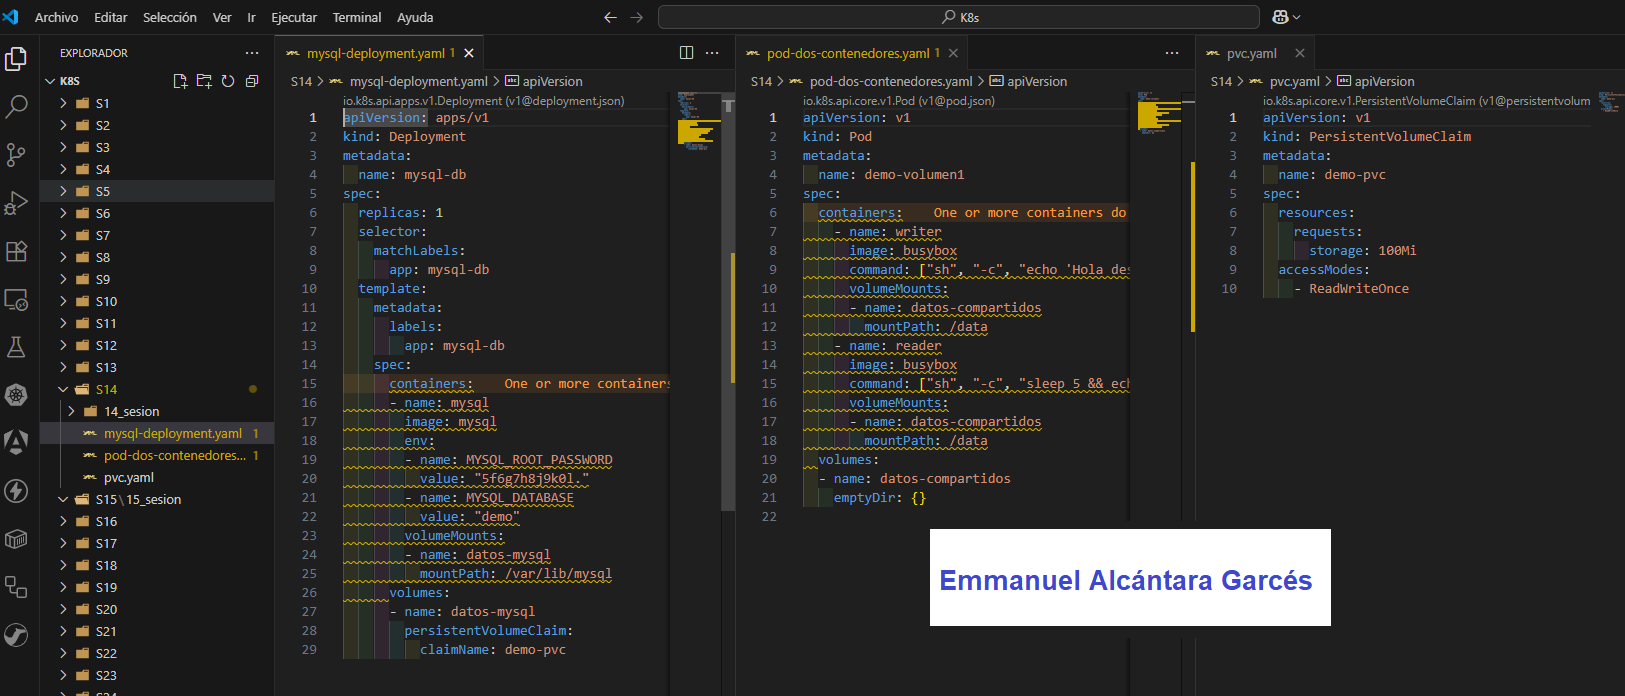 Archivo Editar Selección Ver Ir Ejecutar Terminal Ayuda
K8s
EXPLORADOR
K8S
S1
S2
S3
S4
S5
S6
S7
S8
S9
S10
S11
S12
S13
S14
14_sesion
mysql-deployment.yaml 1
pod-dos-contenedores... 1
pvc.yaml
S15\15_sesion
S16
S17
S18
S19
S20
S21
S22
S23
mysql-deployment.yaml 1
S14 > mysql-deployment.yaml > apiVersion
io.k8s.api.apps.v1.Deployment (v1@deployment.json)
1 apiVersion: apps/v1
2 kind: Deployment
3 metadata:
4 name: mysql-db
5 spec:
6 replicas: 1
7 selector:
8 matchLabels:
9 app: mysql-db
10 template:
11 metadata:
12 labels:
13 app: mysql-db
14 spec:
15 containers: One or more containers
16 - name: mysql
17 image: mysql
18 env:
19 - name: MYSQL_ROOT_PASSWORD
20 value: "5f6g7h8j9k0l."
21 - name: MYSQL_DATABASE
22 value: "demo"
23 volumeMounts:
24 - name: datos-mysql
25 mountPath: /var/lib/mysql
26 volumes:
27 - name: datos-mysql
28 persistentVolumeClaim:
29 claimName: demo-pvc
pod-dos-contenedores.yaml 1
S14 > pod-dos-contenedores.yaml > apiVersion
io.k8s.api.core.v1.Pod (v1@pod.json)
1 apiVersion: v1
2 kind: Pod
3 metadata:
4 name: demo-volumen1
5 spec:
6 containers: One or more containers do
7 - name: writer
8 image: busybox
9 command: ["sh", "-c", "echo 'Hola des
10 volumeMounts:
11 - name: datos-compartidos
12 mountPath: /data
13 - name: reader
14 image: busybox
15 command: ["sh", "-c", "sleep 5 && ech
16 volumeMounts:
17 - name: datos-compartidos
18 mountPath: /data
19 volumes:
20 - name: datos-compartidos
21 emptyDir: {}
22
pvc.yaml
S14 > pvc.yaml > apiVersion
io.k8s.api.core.v1.PersistentVolumeClaim (v1@persistentvolum
1 apiVersion: v1
2 kind: PersistentVolumeClaim
3 metadata:
4 name: demo-pvc
5 spec:
6 resources:
7 requests:
8 storage: 100Mi
9 accessModes:
10 - ReadWriteOnce
Emmanuel Alcántara Garcés